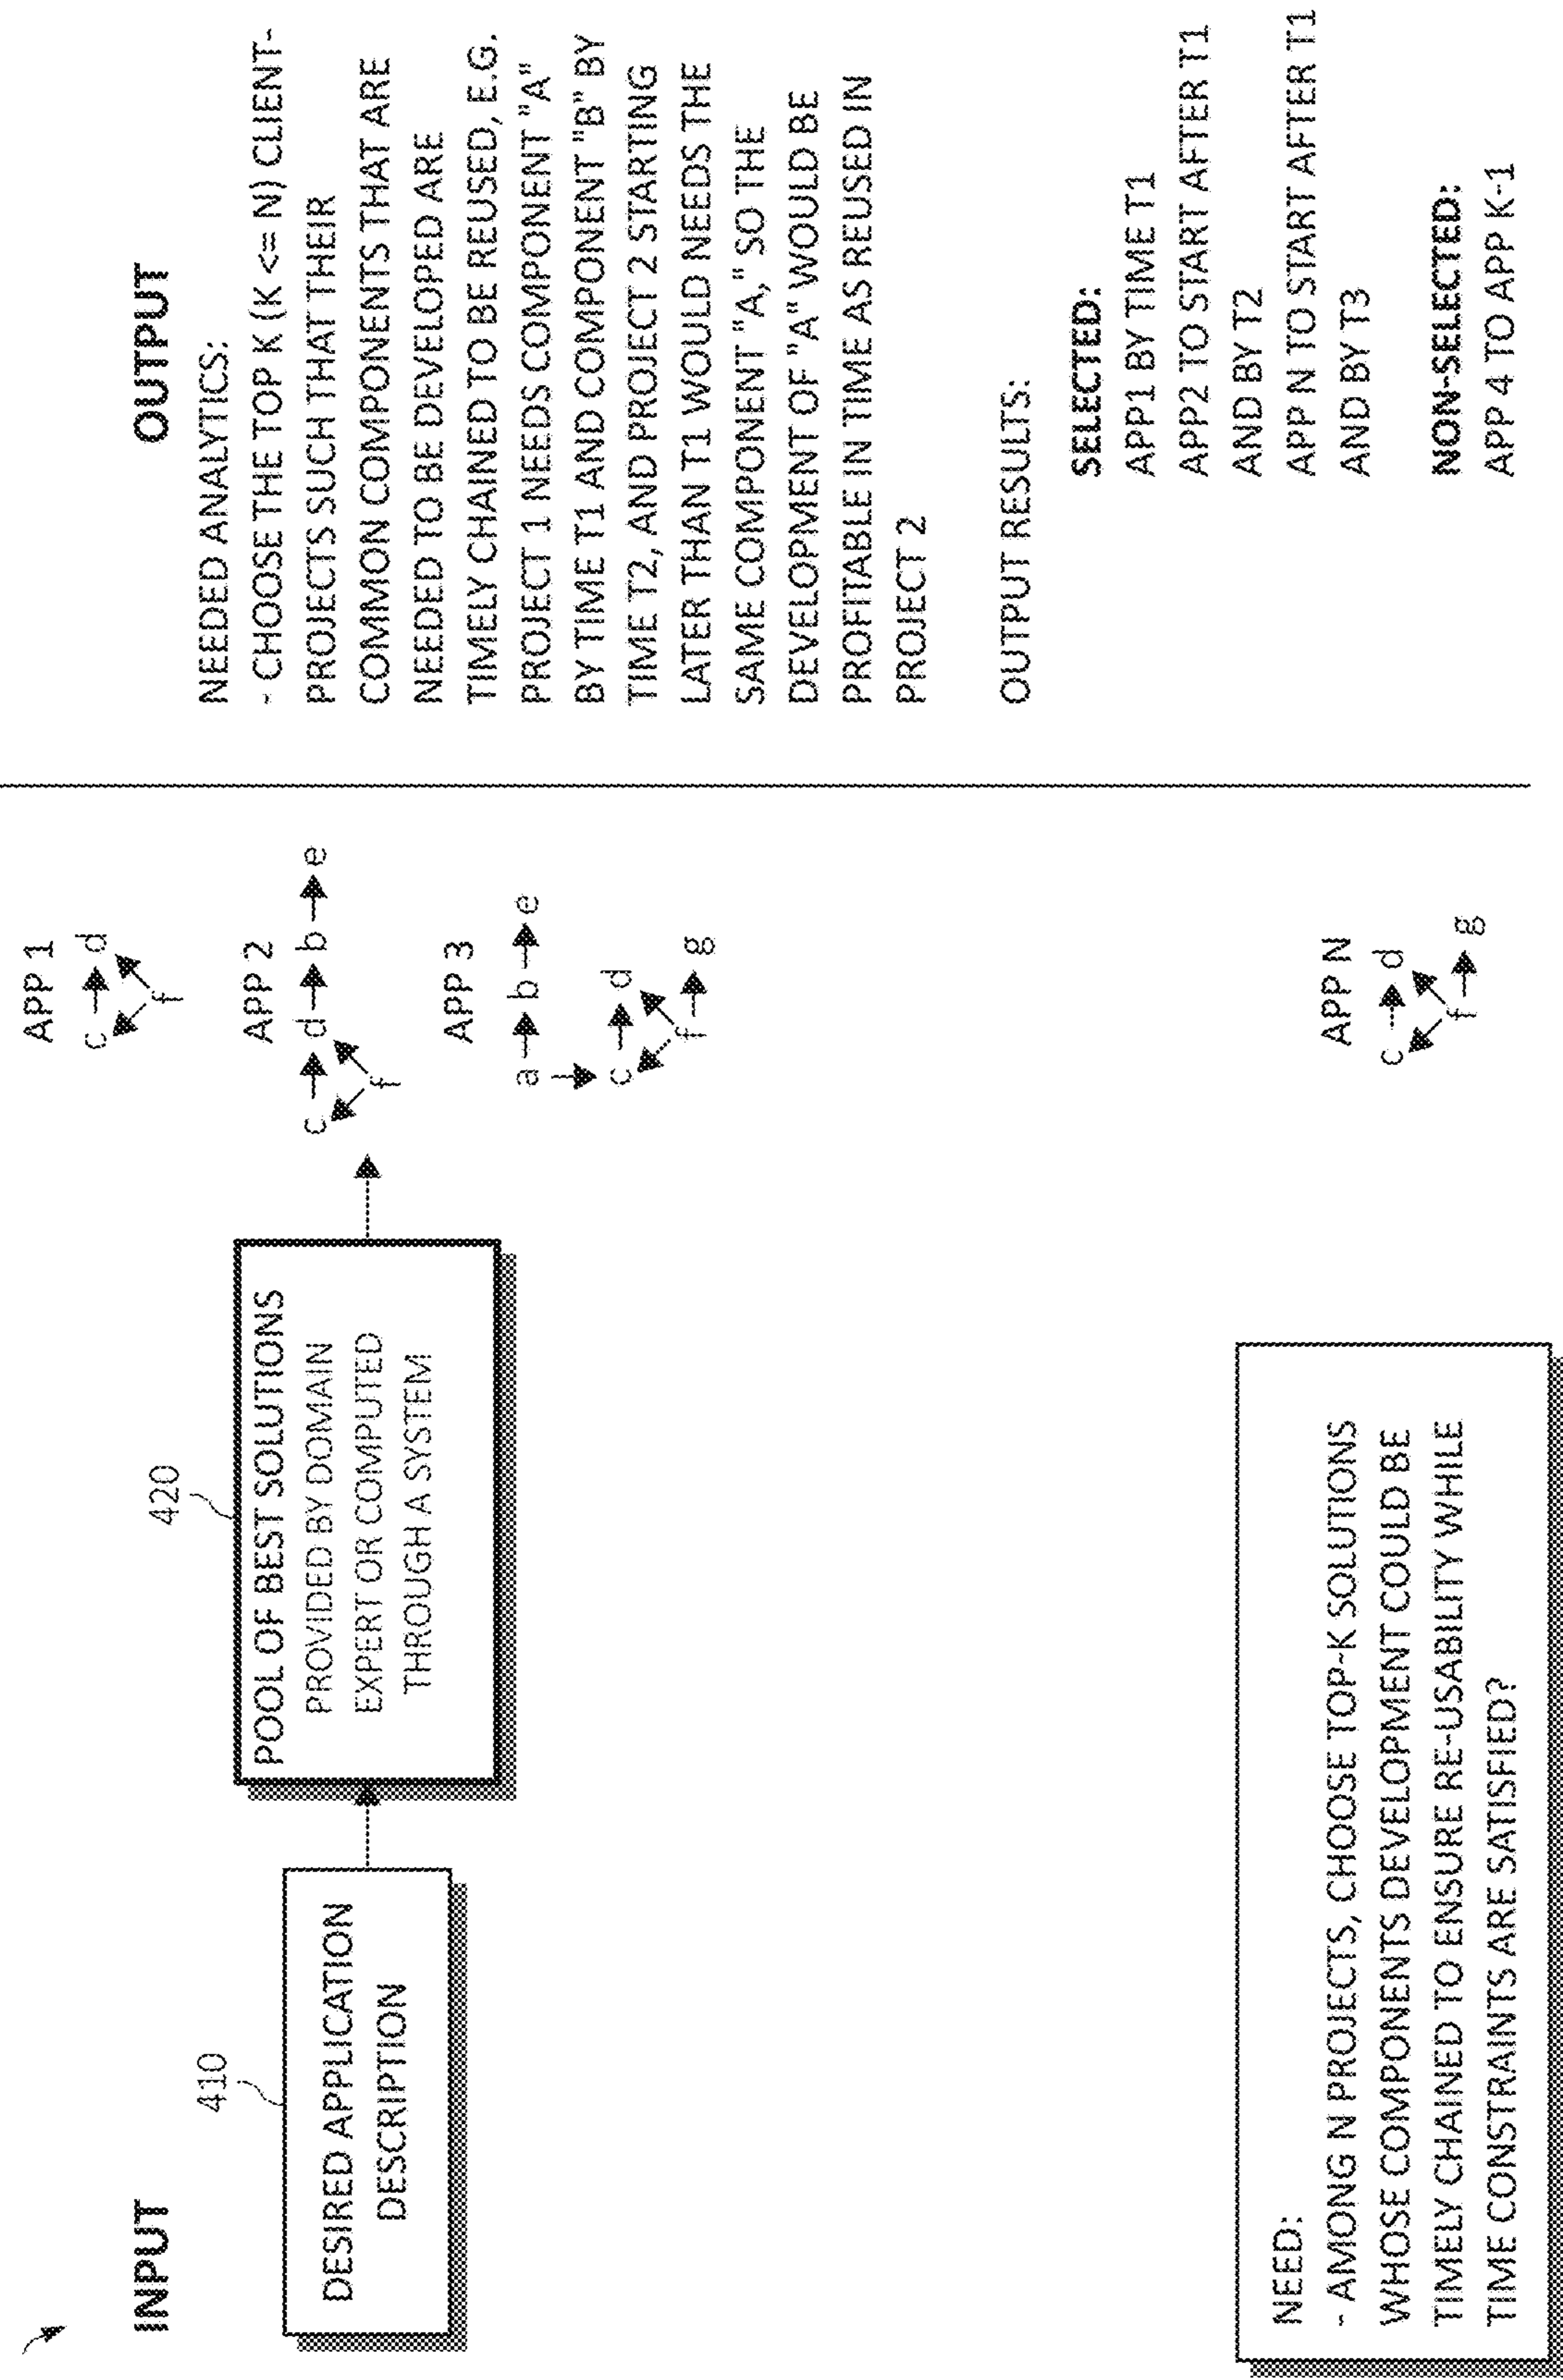 INPUT
410
DESIRED APPLICATION
DESCRIPTION
420
POOL OF BEST SOLUTIONS
PROVIDED BY DOMAIN
EXPERT OR COMPUTED
THROUGH A SYSTEM
APP 1
c d
f
APP 2
c d b e
f
APP 3
a b e
c d
f g
APP N
c d
f g
NEED:
- AMONG N PROJECTS, CHOOSE TOP-K SOLUTIONS
WHOSE COMPONENTS DEVELOPMENT COULD BE
TIMELY CHAINED TO ENSURE RE-USABILITY WHILE
TIME CONSTRAINTS ARE SATISFIED?
OUTPUT
NEEDED ANALYTICS:
- CHOOSE THE TOP K (K <= N) CLIENT-
PROJECTS SUCH THAT THEIR
COMMON COMPONENTS THAT ARE
NEEDED TO BE DEVELOPED ARE
TIMELY CHAINED TO BE REUSED, E.G.
PROJECT 1 NEEDS COMPONENT "A"
BY TIME T1 AND COMPONENT "B" BY
TIME T2, AND PROJECT 2 STARTING
LATER THAN T1 WOULD NEEDS THE
SAME COMPONENT "A," SO THE
DEVELOPMENT OF "A" WOULD BE
PROFITABLE IN TIME AS REUSED IN
PROJECT 2
OUTPUT RESULTS:
SELECTED:
APP1 BY TIME T1
APP2 TO START AFTER T1
AND BY T2
APP N TO START AFTER T1
AND BY T3
NON-SELECTED:
APP 4 TO APP K-1